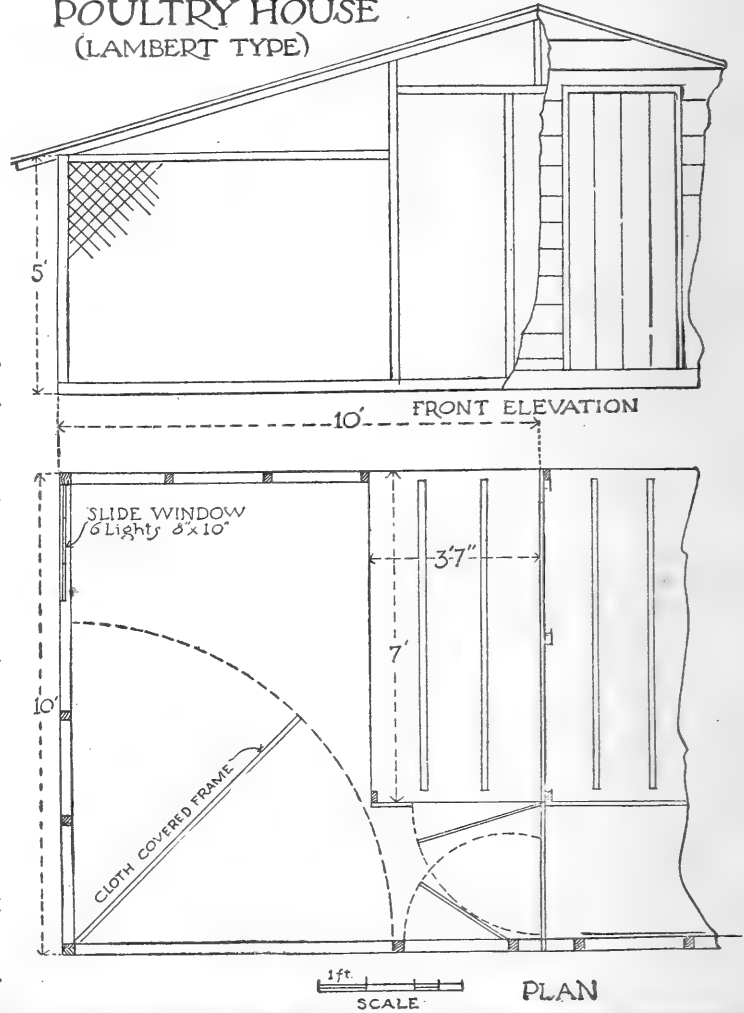 POULTRY HOUSE
(LAMBERT TYPE)
5'
FRONT ELEVATION
10'
SLIDE WINDOW
6 Lights 8"x10"
3'7"
7'
10'
CLOTH COVERED FRAME
1ft.
SCALE
PLAN